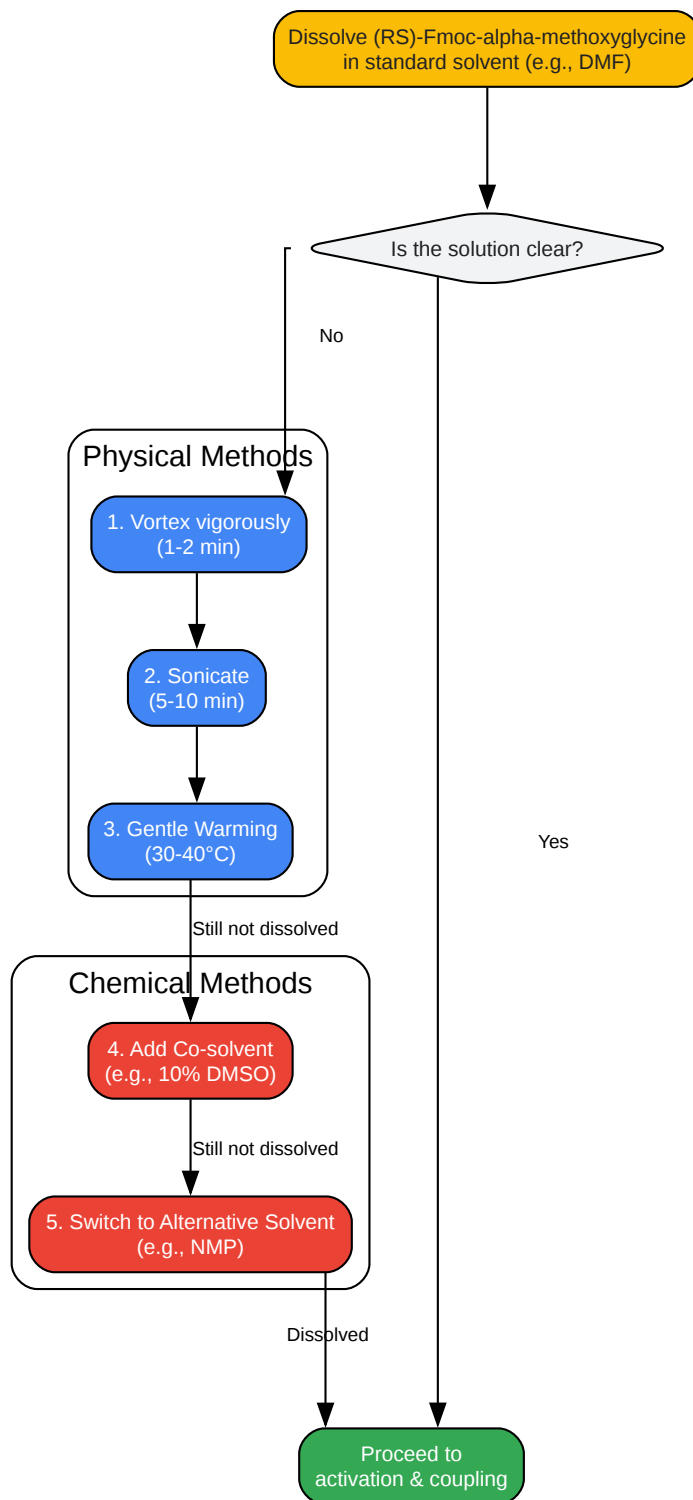 Dissolve (RS)-Fmoc-alpha-methoxyglycine
in standard solvent (e.g., DMF)
Is the solution clear?
No
Physical Methods
1. Vortex vigorously
(1-2 min)
2. Sonicate
(5-10 min)
3. Gentle Warming
(30-40°C)
Yes
Still not dissolved
Chemical Methods
4. Add Co-solvent
(e.g., 10% DMSO)
Still not dissolved
5. Switch to Alternative Solvent
(e.g., NMP)
Dissolved
Proceed to
activation & coupling